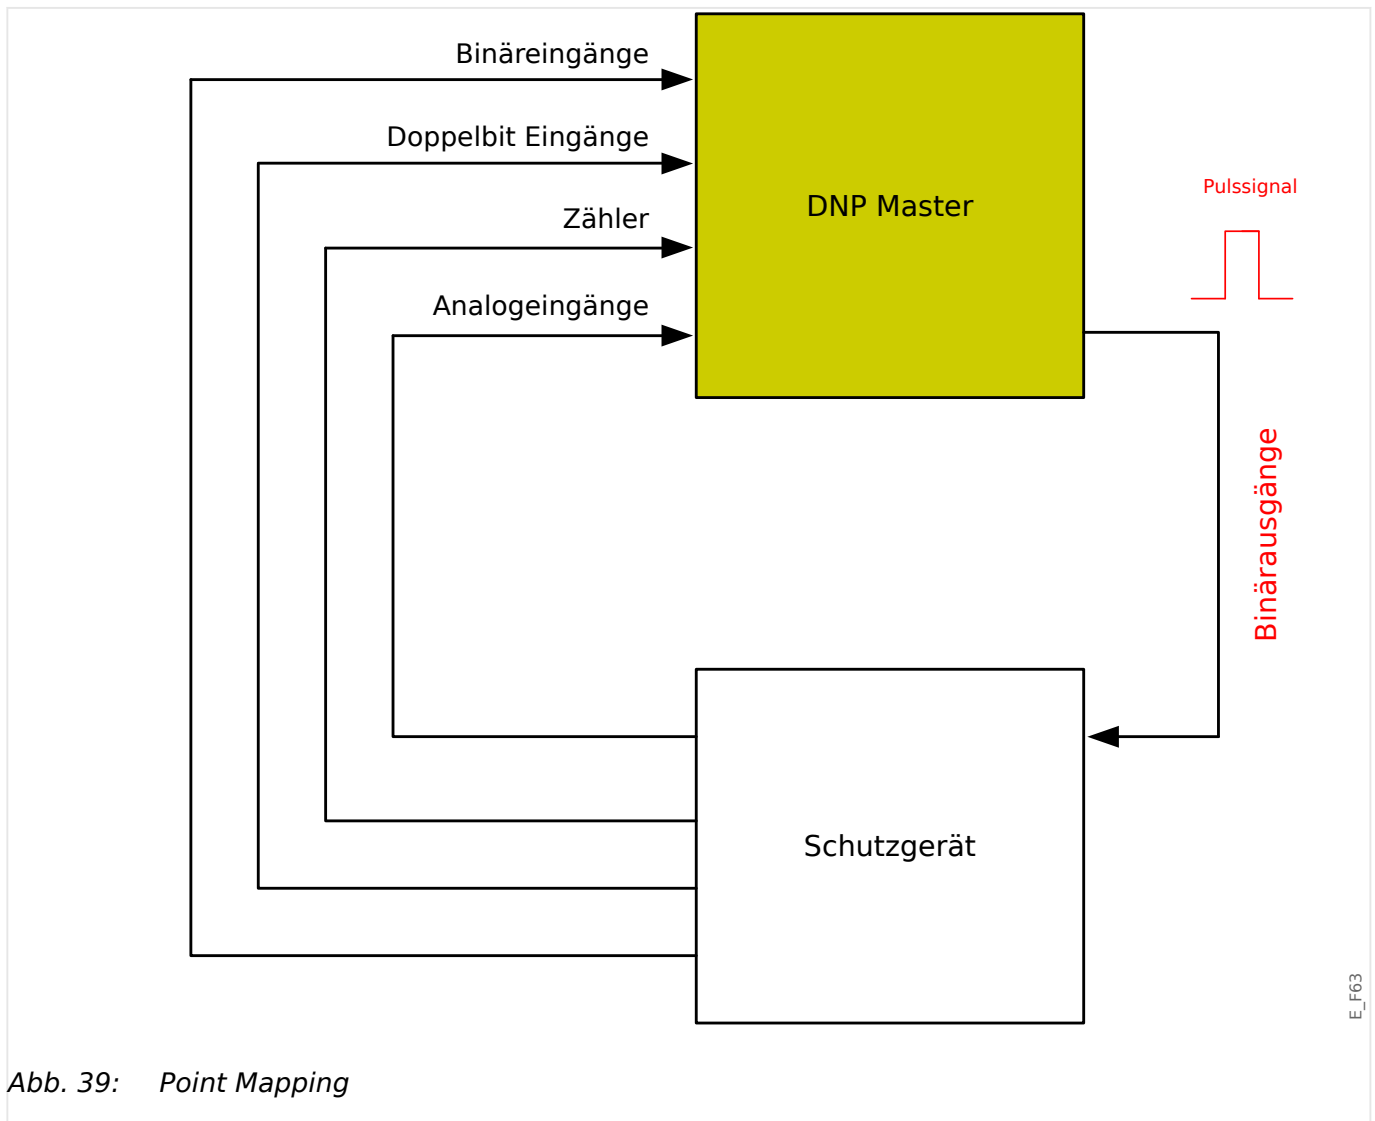 Binäreingänge
Doppelbit Eingänge
Zähler
Analogeingänge
DNP Master
Pulssignal
Binärausgänge
Schutzgerät
E_F63
Abb. 39: Point Mapping